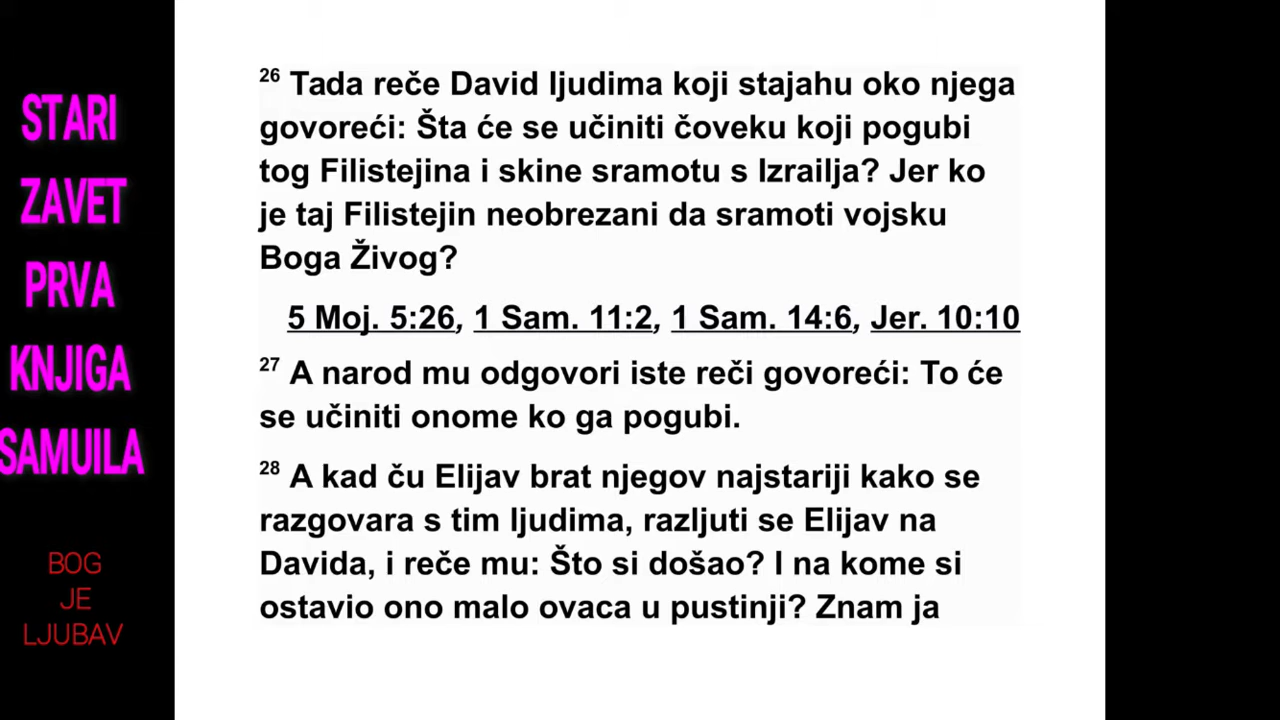 STARI
ZAVET
PRVA
KNJIGA
SAMUILA
BOG
JE
LJUBAV
26 Tada reče David ljudima koji stajahu oko njega
govoreći: Šta će se učiniti čoveku koji pogubi
tog Filistejina i skine sramotu s Izrailja? Jer ko
je taj Filistejin neobrezani da sramoti vojsku
Boga Živog?
5 Moj. 5:26, 1 Sam. 11:2, 1 Sam. 14:6, Jer. 10:10
27 A narod mu odgovori iste reči govoreći: To će
se učiniti onome ko ga pogubi.
28 A kad ču Elijav brat njegov najstariji kako se
razgovara s tim ljudima, razljuti se Elijav na
Davida, i reče mu: Što si došao? I na kome si
ostavio ono malo ovaca u pustinji? Znam ja